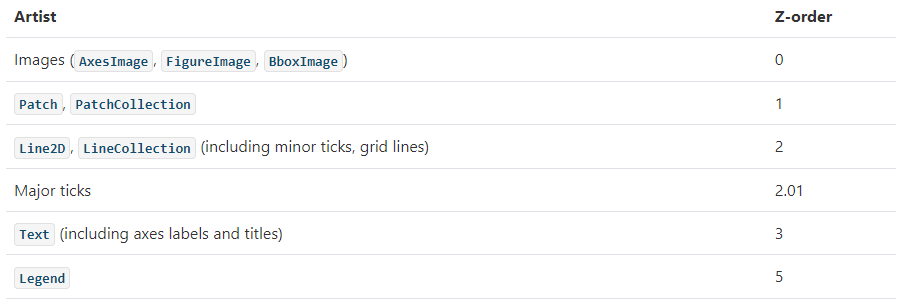 Artist Z-order
Images (AxesImage, FigureImage, BboxImage) 0
Patch, PatchCollection 1
Line2D, LineCollection (including minor ticks, grid lines) 2
Major ticks 2.01
Text (including axes labels and titles) 3
Legend 5